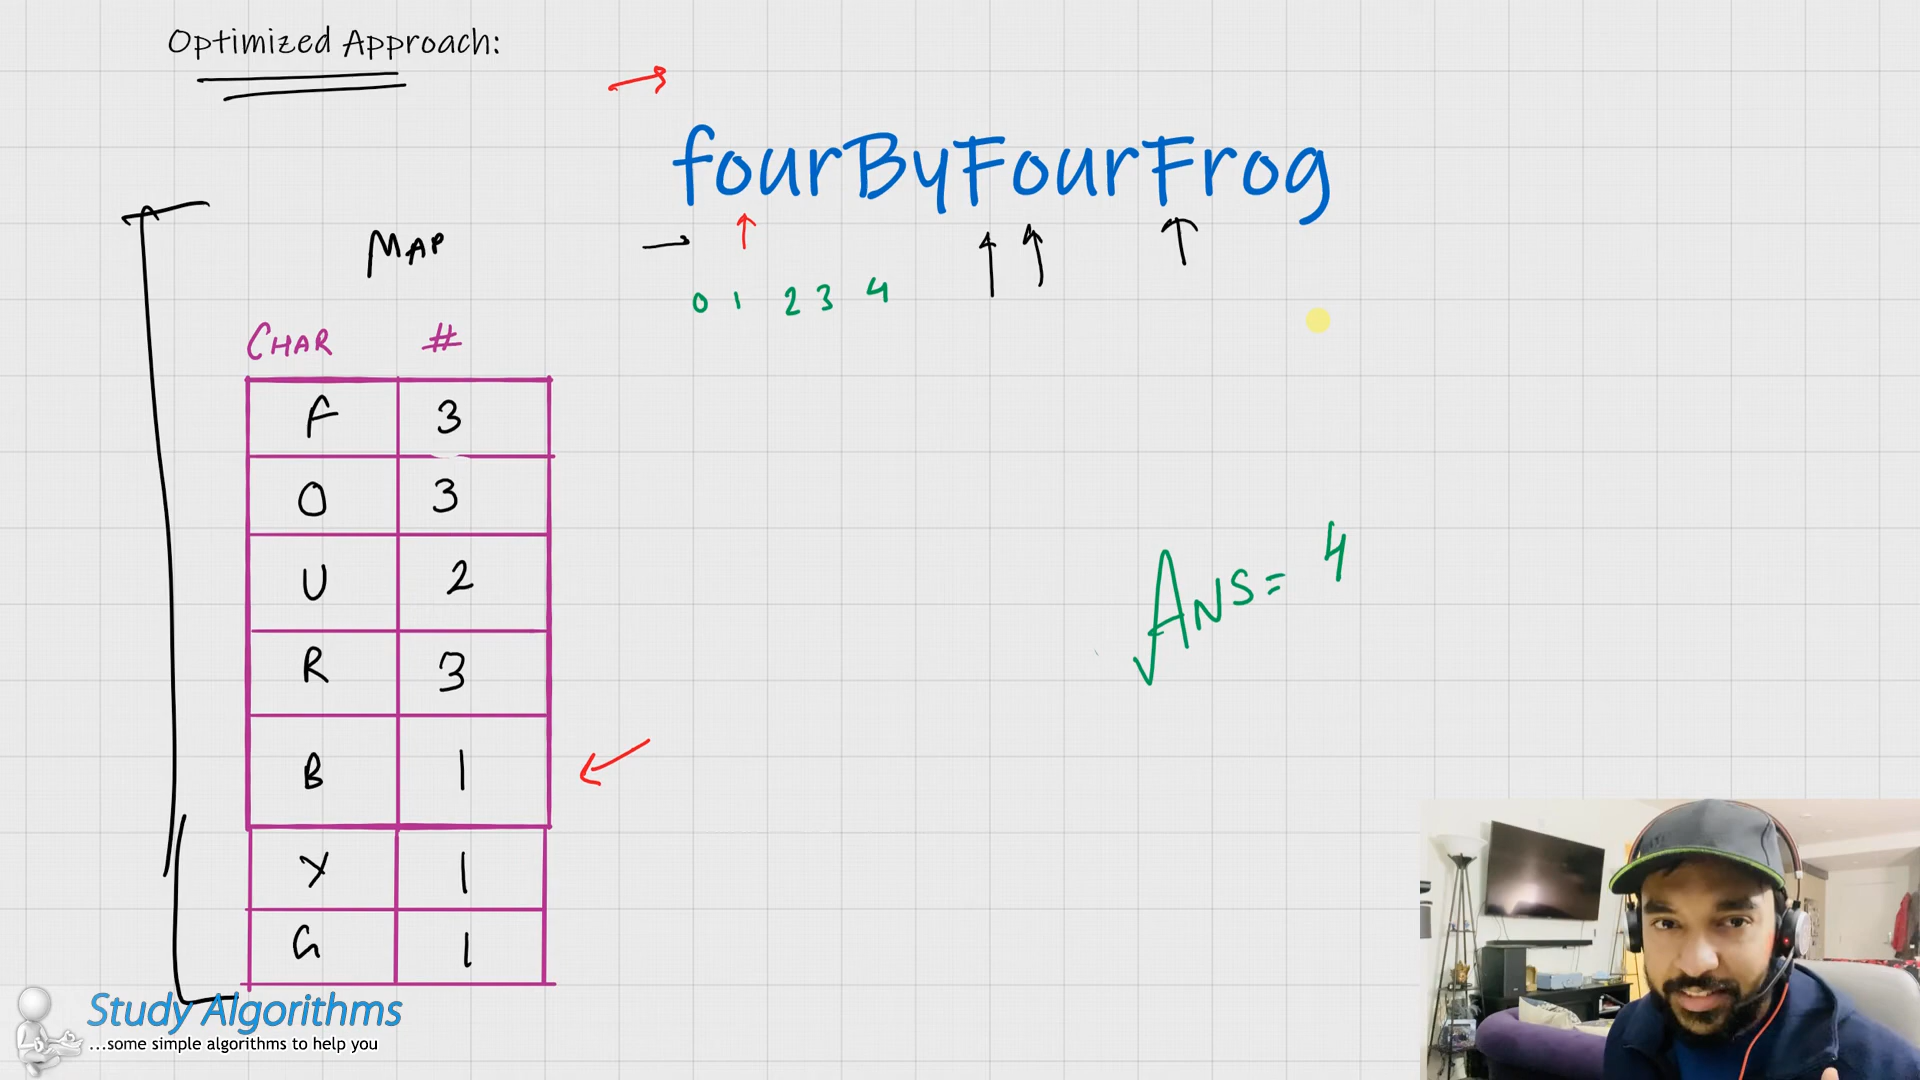 Optimized Approach:
fourByFourFrog
MAP
0 1 2 3 4
CHAR #
F 3
O 3
U 2
R 3
B 1
Y 1
G 1
ANS = 4
Study Algorithms
...some simple algorithms to help you